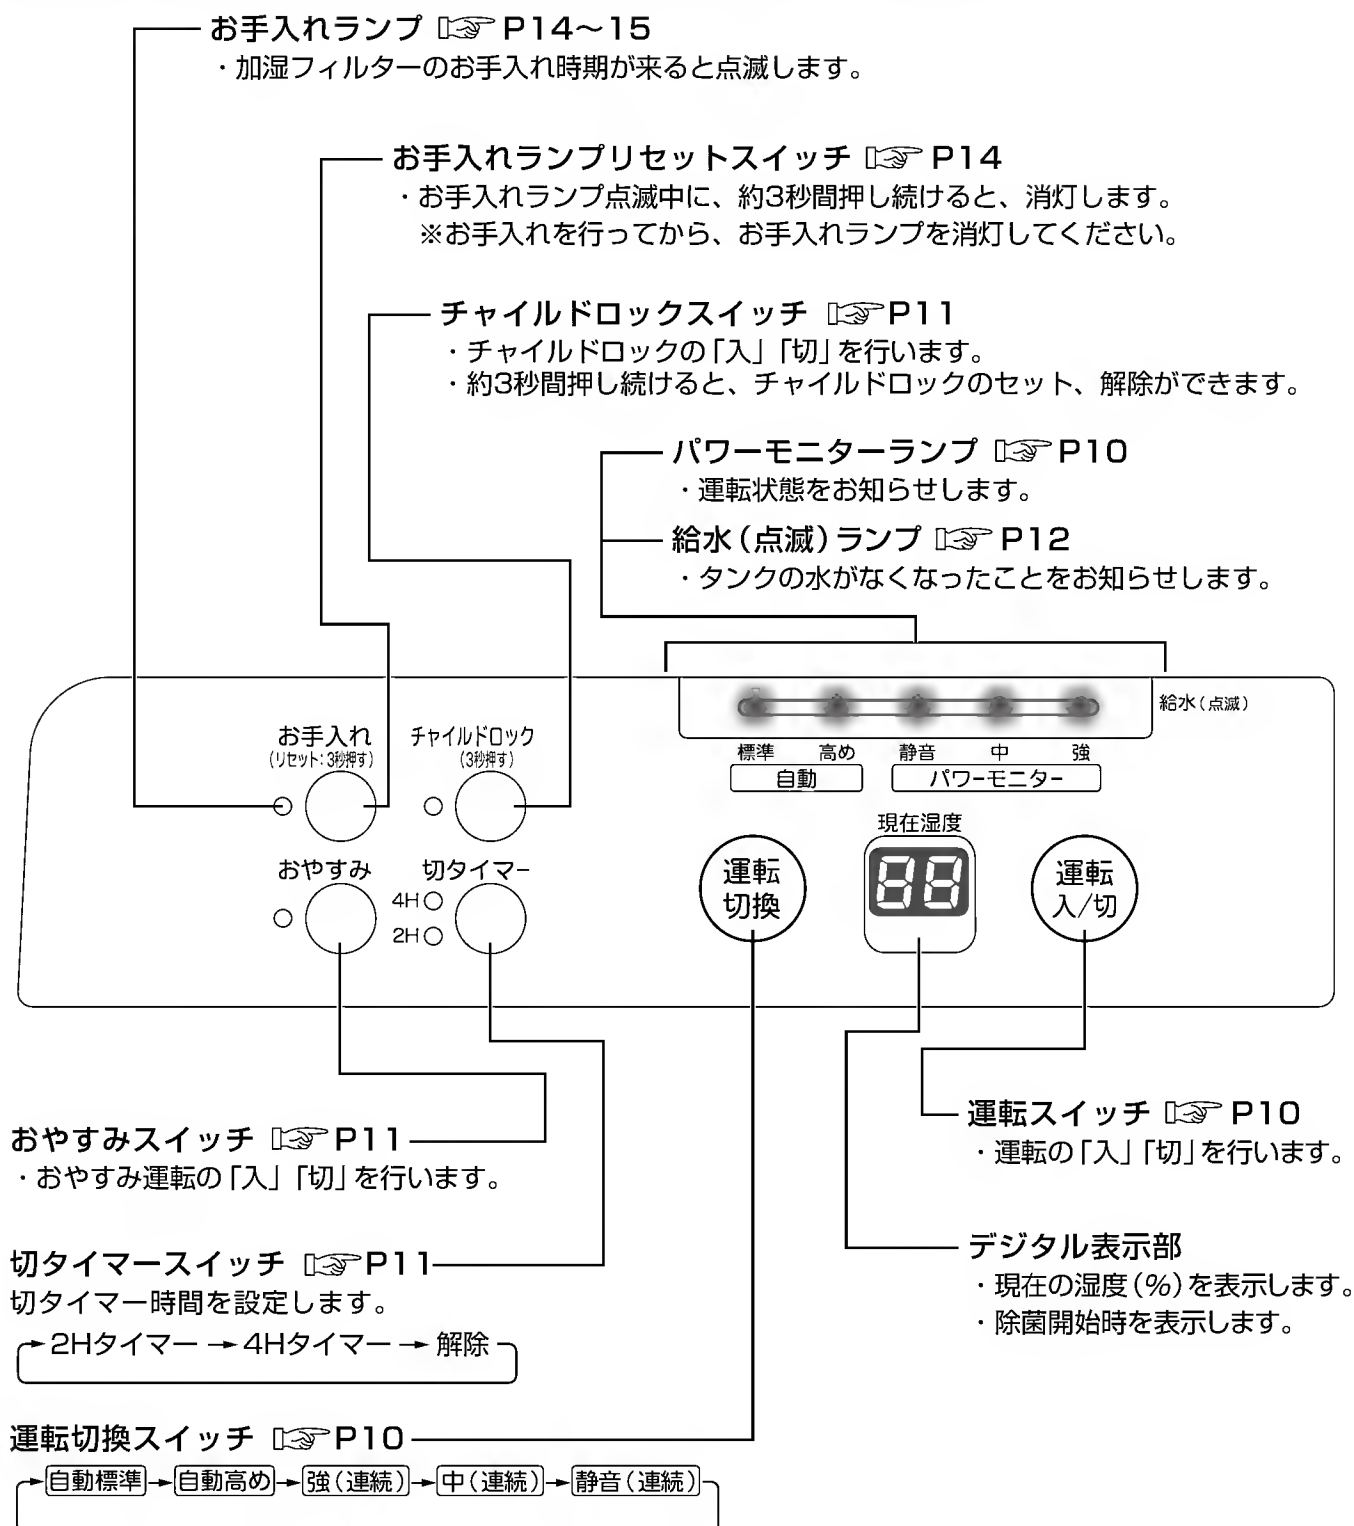 お手入れランプ ☞ P14～15
・加湿フィルターのお手入れ時期が来ると点滅します。
お手入れランプリセットスイッチ ☞ P14
・お手入れランプ点滅中に、約3秒間押し続けると、消灯します。
※お手入れを行ってから、お手入れランプを消灯してください。
チャイルドロックスイッチ ☞P11
・チャイルドロックの「入」「切」を行います。
・約3秒間押し続けると、チャイルドロックのセット、解除ができます。
パワーモニターランプ ☞ P10
・運転状態をお知らせします。
給水（点滅）ランプ ☞ P12
・タンクの水がなくなったことをお知らせします。
給水（点滅）
標準 高め 静音 中 強
自動 パワーモニター
お手入れ
（リセット：3秒押す）
チャイルドロック
（3秒押す）
おやすみ
切タイマー
4H
2H
運転
切換
現在湿度
88
運転
入/切
おやすみスイッチ ☞ P11
・おやすみ運転の「入」「切」を行います。
切タイマースイッチ ☞P11
切タイマー時間を設定します。
→2Hタイマー → 4Hタイマー → 解除
運転切換スイッチ ☞P10
→自動標準→自動高め→強（連続）→中（連続）→静音（連続）
運転スイッチ ☞ P10
・運転の「入」「切」を行います。
デジタル表示部
・現在の湿度（%）を表示します。
・除菌開始時を表示します。